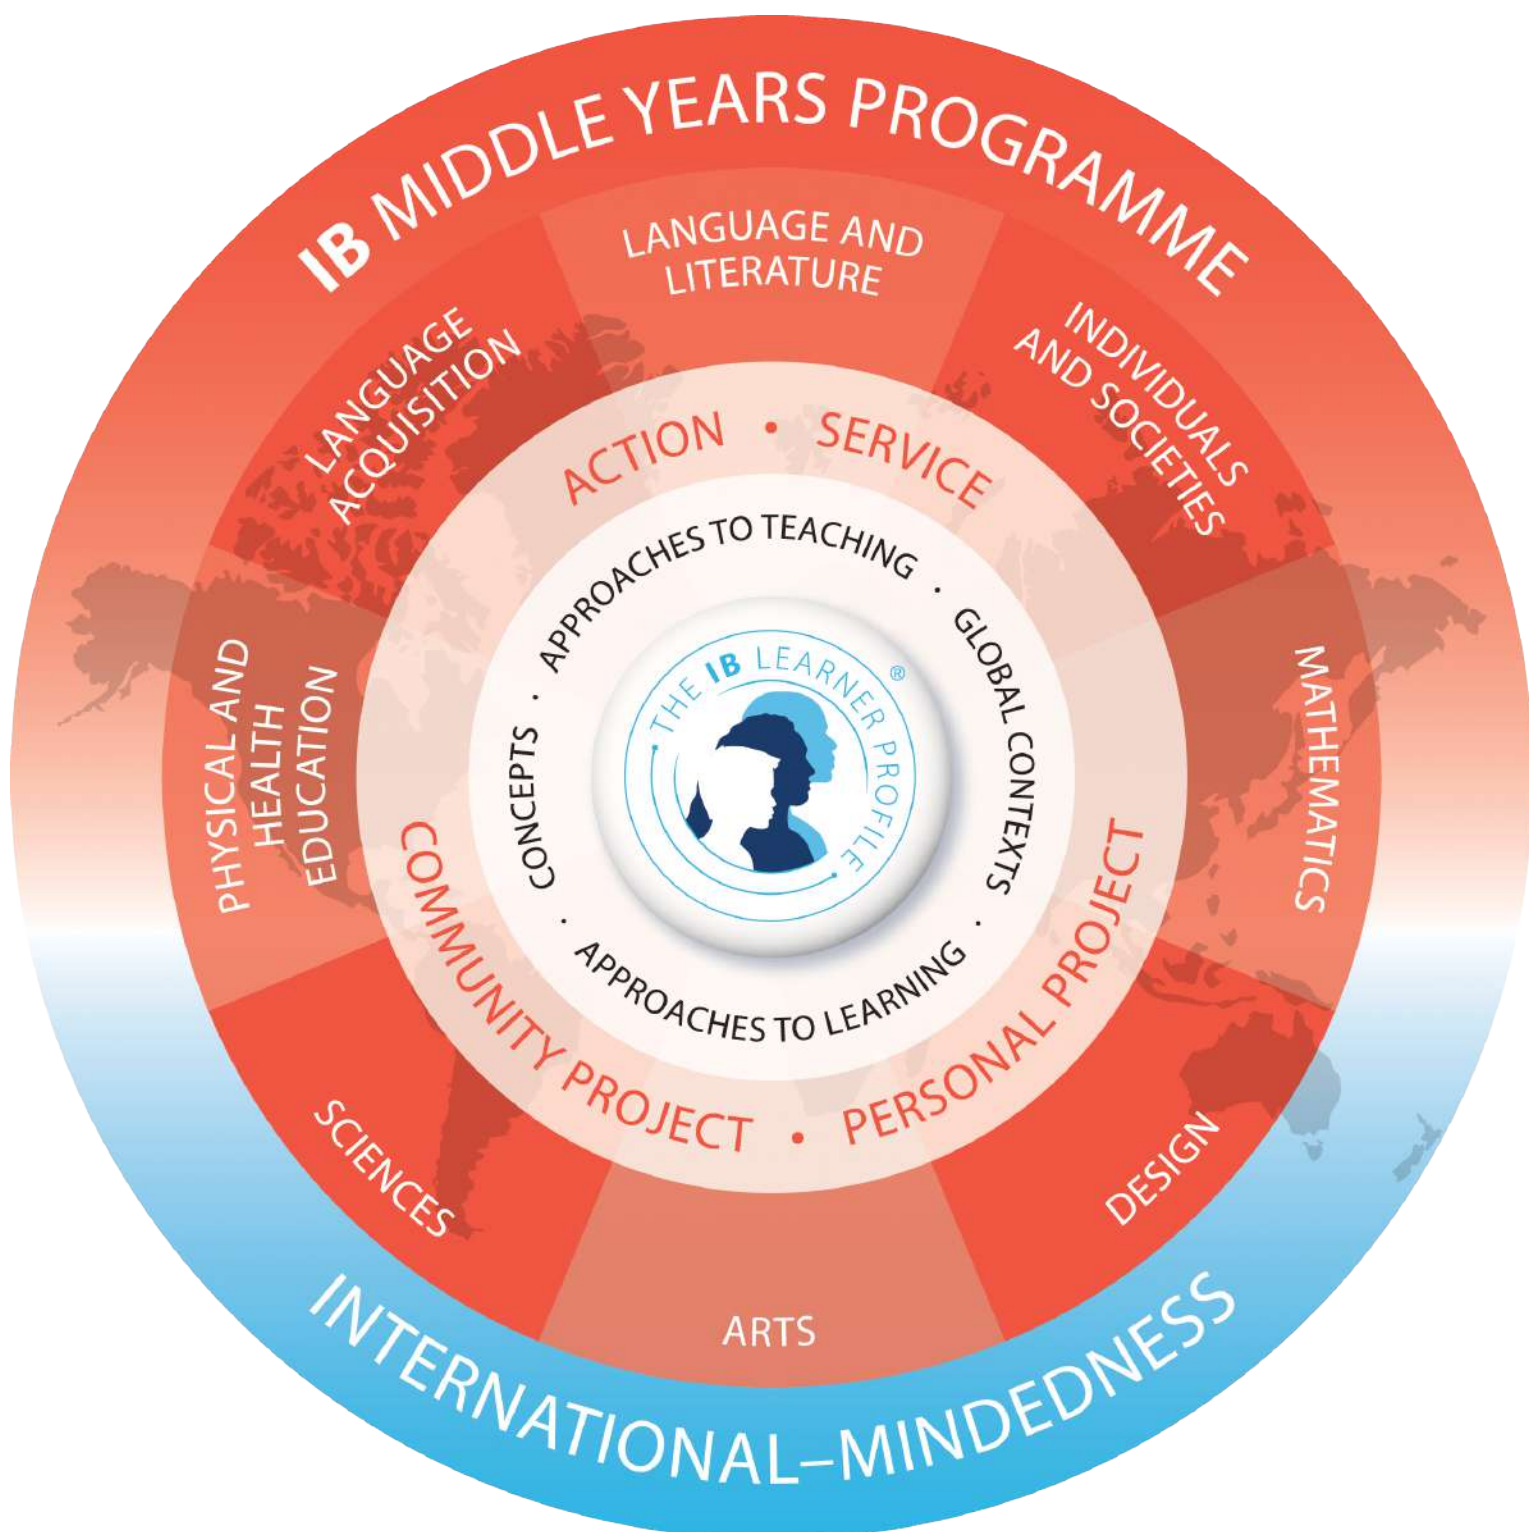 IB MIDDLE YEARS PROGRAMME
LANGUAGE AND
LITERATURE
INDIVIDUALS
AND SOCIETIES
MATHEMATICS
DESIGN
ARTS
SCIENCES
PHYSICAL AND
HEALTH
EDUCATION
LANGUAGE
ACQUISITION
ACTION • SERVICE
PERSONAL PROJECT
•
COMMUNITY PROJECT
APPROACHES TO TEACHING ·
GLOBAL CONTEXTS ·
APPROACHES TO LEARNING ·
CONCEPTS ·
THE IB LEARNER PROFILE ®
INTERNATIONAL–MINDEDNESS